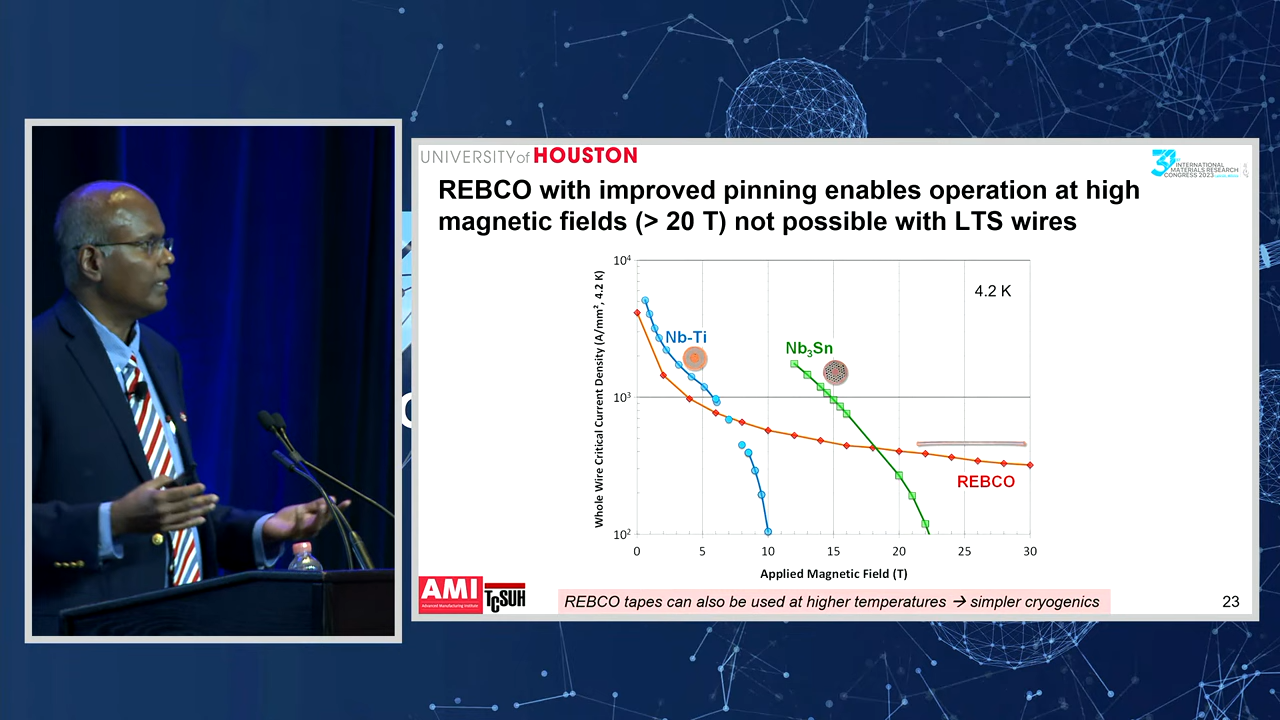 UNIVERSITY of HOUSTON
INTERNATIONAL
MATERIALS RESEARCH
CONGRESS 2023
REBCO with improved pinning enables operation at high
magnetic fields (> 20 T) not possible with LTS wires
Whole Wire Critical Current Density (A/mm², 4.2 K)
10⁴
10³
10²
4.2 K
Nb-Ti
Nb₃Sn
REBCO
0 5 10 15 20 25 30
Applied Magnetic Field (T)
AMI
Advanced Manufacturing Institute
TCSUH
REBCO tapes can also be used at higher temperatures → simpler cryogenics
23